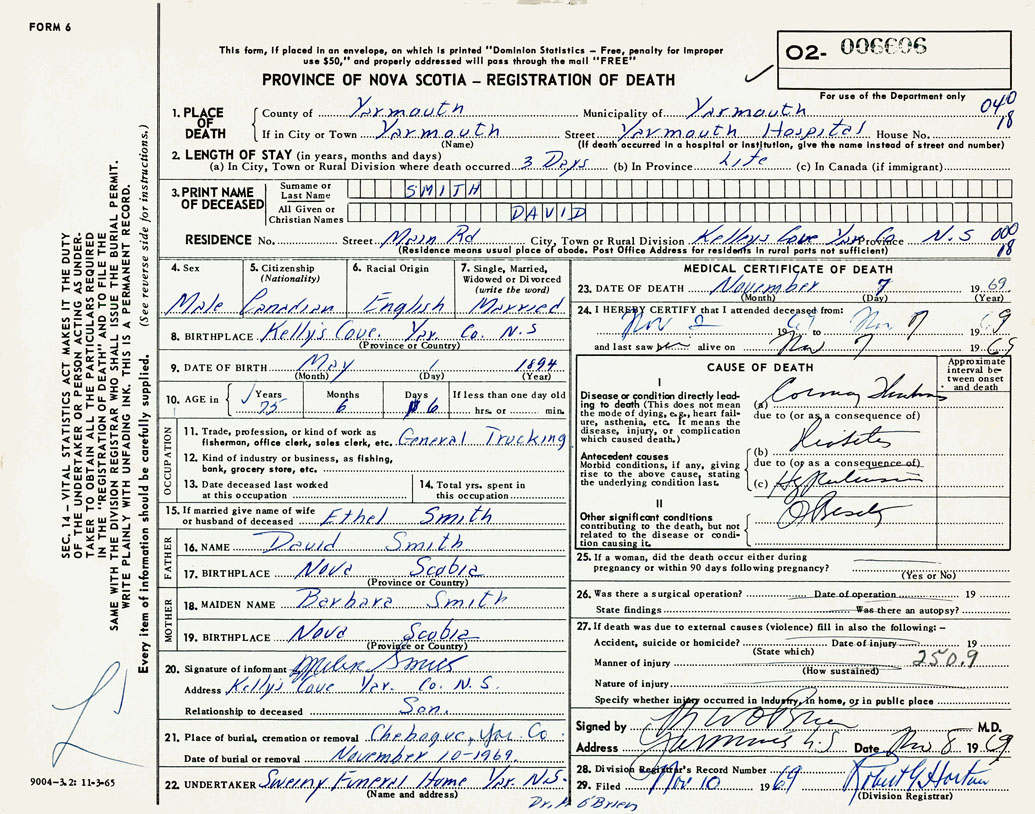 FORM 6
This form, if placed in an envelope, on which is printed "Dominion Statistics – Free, penalty for improper
use $50," and properly addressed will pass through the mail "FREE"
PROVINCE OF NOVA SCOTIA – REGISTRATION OF DEATH
02- 006606
For use of the Department only
040
18
1. PLACE OF DEATH
County of Yarmouth Municipality of Yarmouth
If in City or Town Yarmouth Street Yarmouth Hospital House No.
(Name) (If death occurred in a hospital or institution, give the name instead of street and number)
2. LENGTH OF STAY (in years, months and days)
(a) In City, Town or Rural Division where death occurred 3 Days (b) In Province Life (c) In Canada (if immigrant)
3. PRINT NAME OF DECEASED
Surname or Last Name SMITH
All Given or Christian Names DAVID
RESIDENCE No. Street Main Rd City, Town or Rural Division Kelleys Cove Yar Co Province N.S 000
18
(Residence means usual place of abode. Post Office Address for residents in rural parts not sufficient)
4. Sex 5. Citizenship (Nationality) 6. Racial Origin 7. Single, Married, Widowed or Divorced (write the word)
Male Canadian English Married
8. BIRTHPLACE Kelly's Cove. Yar. Co. N.S
(Province or Country)
9. DATE OF BIRTH May 1 1894
(Month) (Day) (Year)
10. AGE in Years Months Days If less than one day old
75 6 6 hrs. or min.
OCCUPATION
11. Trade, profession, or kind of work as
fisherman, office clerk, sales clerk, etc. General Trucking
12. Kind of industry or business, as fishing,
bank, grocery store, etc.
13. Date deceased last worked at this occupation 14. Total yrs. spent in this occupation
15. If married give name of wife
or husband of deceased Ethel Smith
FATHER
16. NAME David Smith
17. BIRTHPLACE Nova Scotia
(Province or Country)
MOTHER
18. MAIDEN NAME Barbara Smith
19. BIRTHPLACE Nova Scotia
(Province or Country)
20. Signature of informant Smith
Address Kelly's Cove Yar. Co. N.S.
Relationship to deceased Son.
21. Place of burial, cremation or removal Chebogue, Yar Co
Date of burial or removal November 10-1969.
22. UNDERTAKER Sweeny Funeral Home Yar. N.S.
(Name and address)
Dr. O'Brien
MEDICAL CERTIFICATE OF DEATH
23. DATE OF DEATH November 7 1969.
(Month) (Day) (Year)
24. I HEREBY CERTIFY that I attended deceased from:
Nov 19 to Nov 7 1969
and last saw alive on Nov 7 1969
CAUSE OF DEATH
Approximate interval between onset and death
I
Disease or condition directly leading to death (This does not
mean the mode of dying, e.g., heart failure, asthenia, etc. It means the
disease, injury, or complication
which caused death.)
(a)
due to (or as a consequence of)
Antecedent causes
Morbid conditions, if any, giving
rise to the above cause, stating
the underlying condition last.
(b)
due to (or as a consequence of)
(c)
II
Other significant conditions
contributing to the death, but not
related to the disease or condition causing it.
Obesity
25. If a woman, did the death occur either during
pregnancy or within 90 days following pregnancy?
(Yes or No)
26. Was there a surgical operation? Date of operation 19
State findings Was there an autopsy?
27. If death was due to external causes (violence) fill in also the following: –
Accident, suicide or homicide? Date of injury 19
(State which)
Manner of injury 250.9
(How sustained)
Nature of injury
Specify whether injury occurred in industry, in home, or in public place
Signed by O'Brien M.D.
Address Yarmouth N.S Date Nov 8 1969
28. Division Registrar's Record Number
29. Filed Nov 10 1969 Robert G Horton
(Division Registrar)
SEC. 14 – VITAL STATISTICS ACT MAKES IT THE DUTY
OF THE UNDERTAKER OR PERSON ACTING AS UNDER-
TAKER TO OBTAIN ALL THE PARTICULARS REQUIRED
IN THE "REGISTRATION OF DEATH" AND TO FILE THE
SAME WITH THE DIVISION REGISTRAR WHO SHALL ISSUE THE BURIAL PERMIT.
WRITE PLAINLY WITH UNFADING INK. THIS IS A PERMANENT RECORD.
Every item of information should be carefully supplied. (See reverse side for instructions.)
9004–3.2: 11-3-65